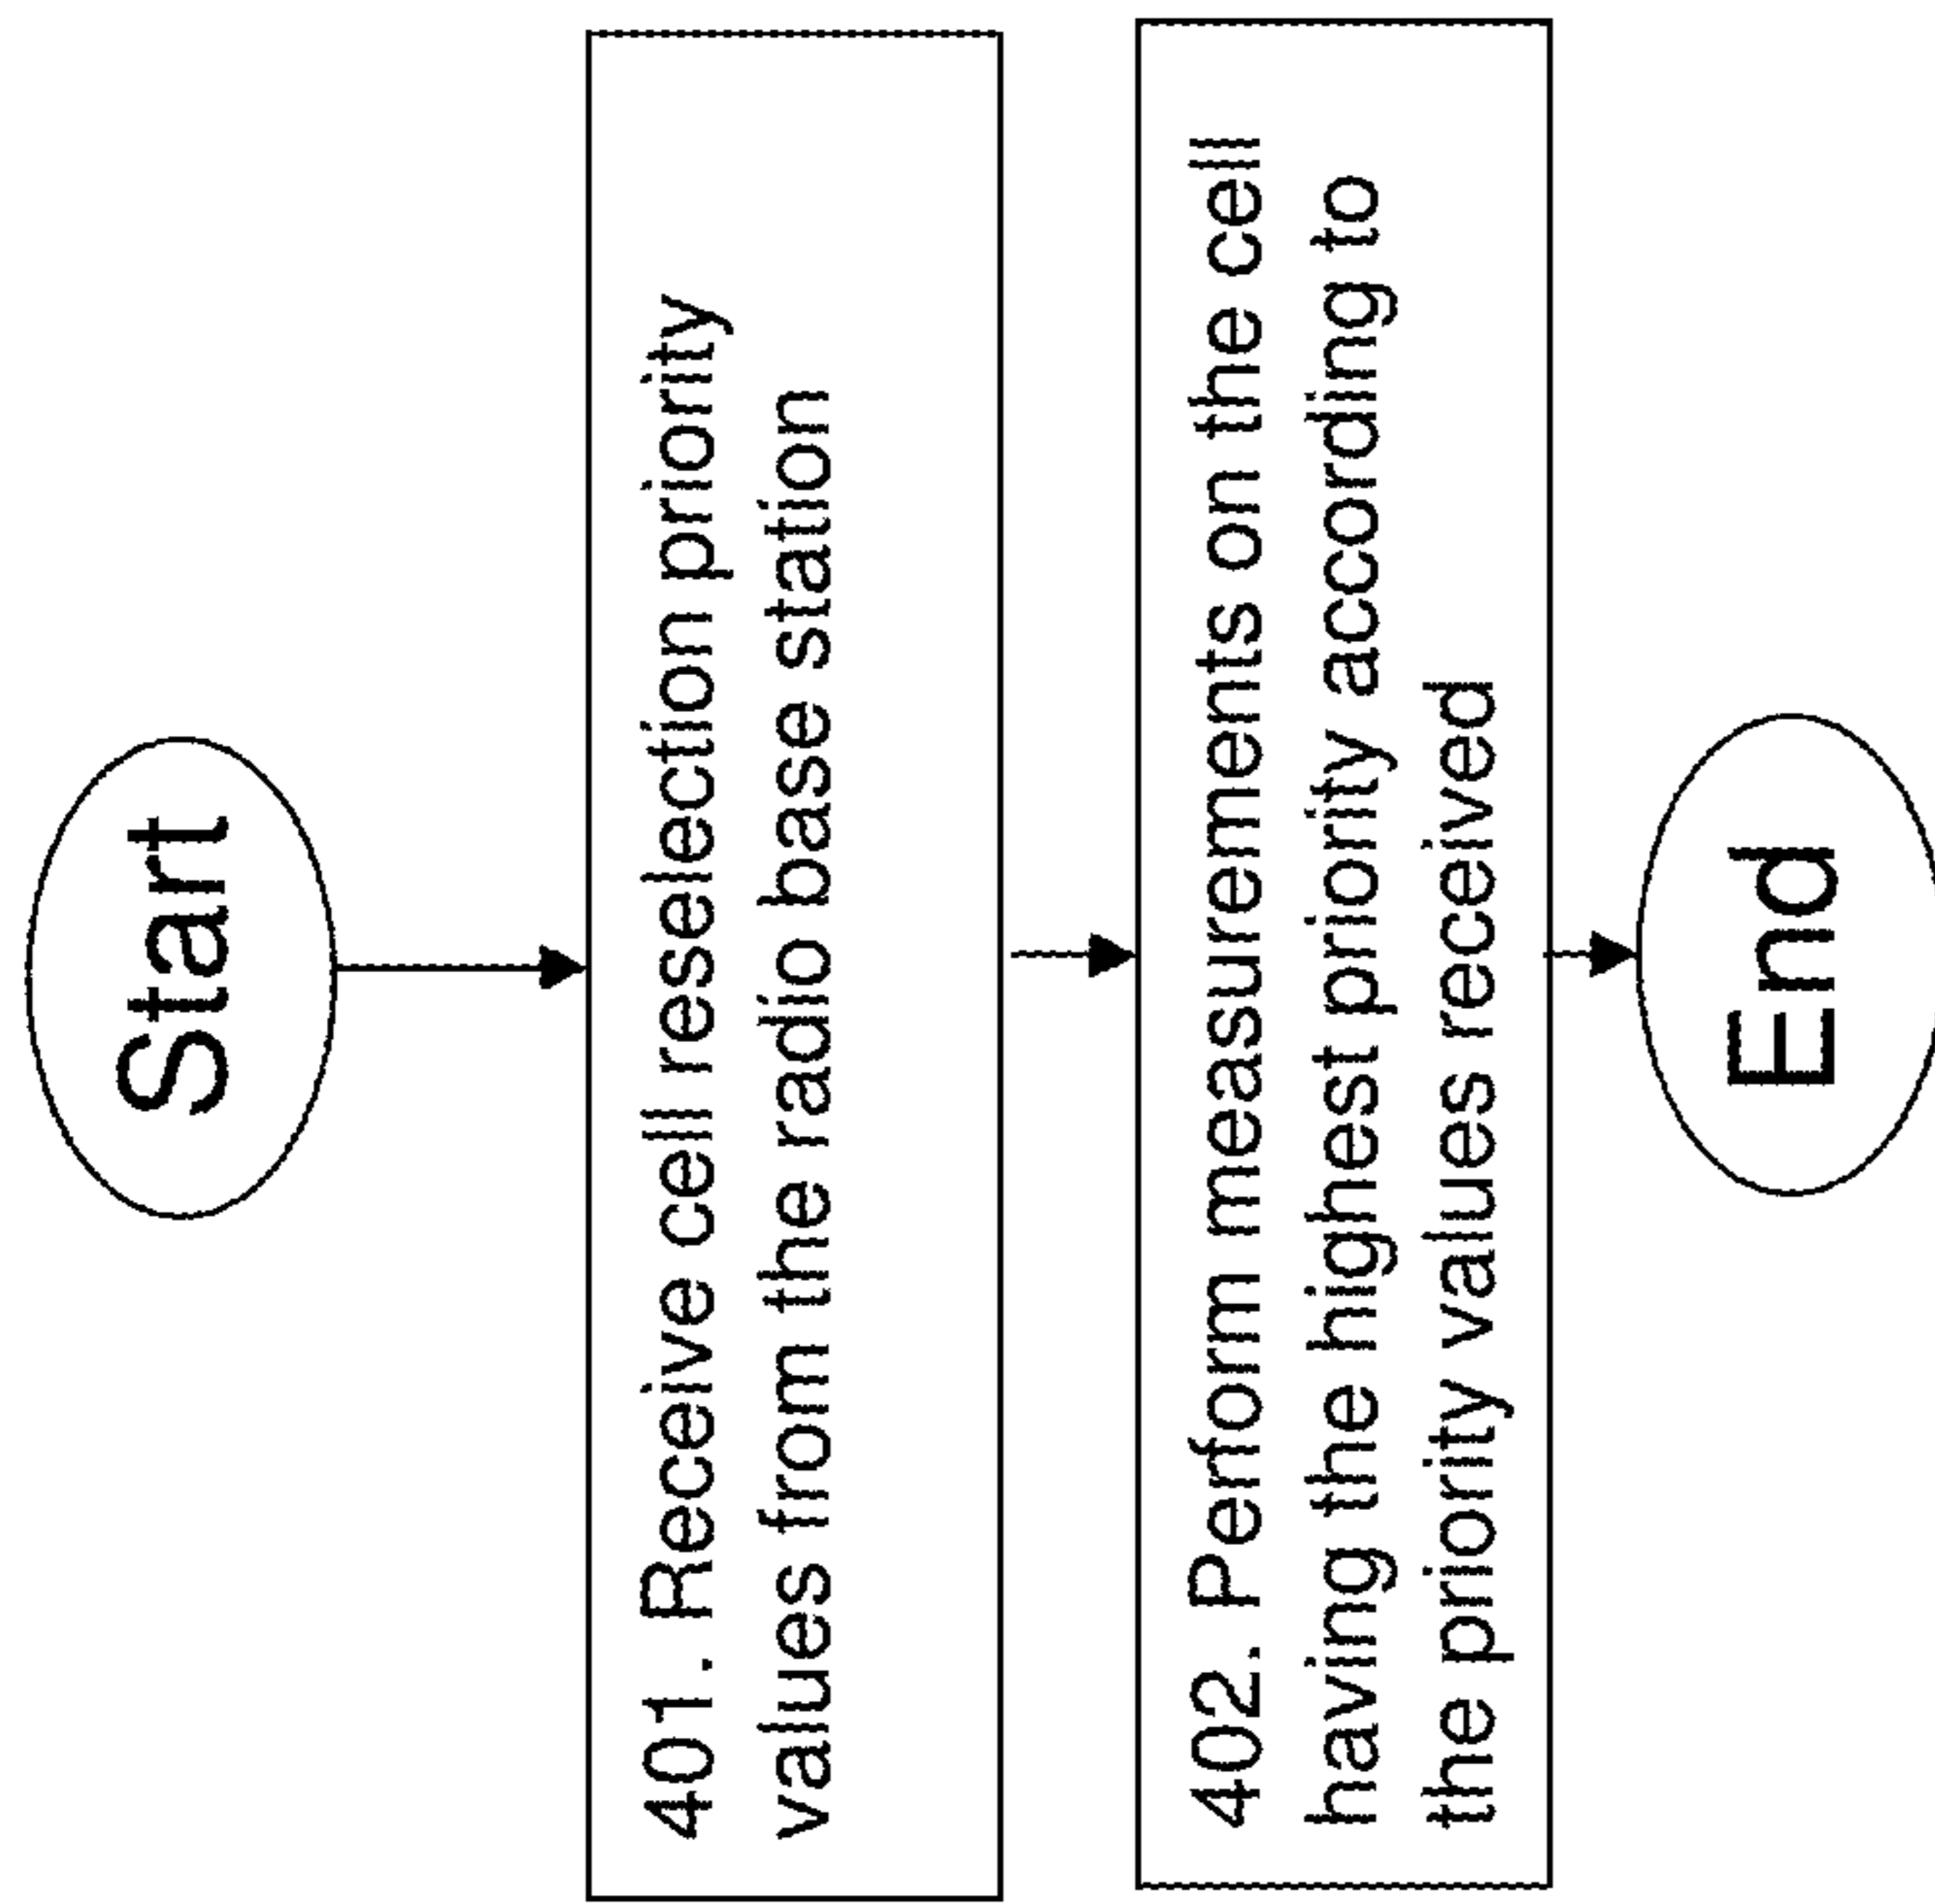 Start
401. Receive cell reselection priority
values from the radio base station
402. Perform measurements on the cell
having the highest priority according to
the priority values received
End